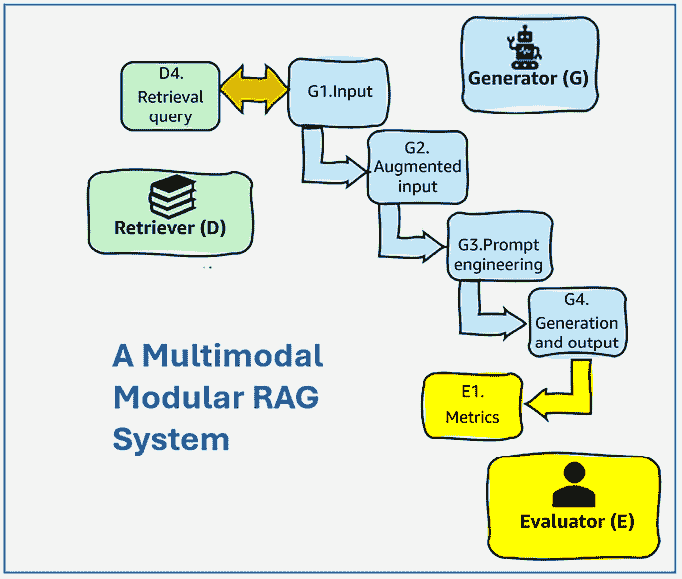 Generator (G)
D4.
Retrieval
query
G1.Input
G2.
Augmented
input
Retriever (D)
G3.Prompt
engineering
G4.
Generation
and output
A Multimodal
Modular RAG
System
E1.
Metrics
Evaluator (E)